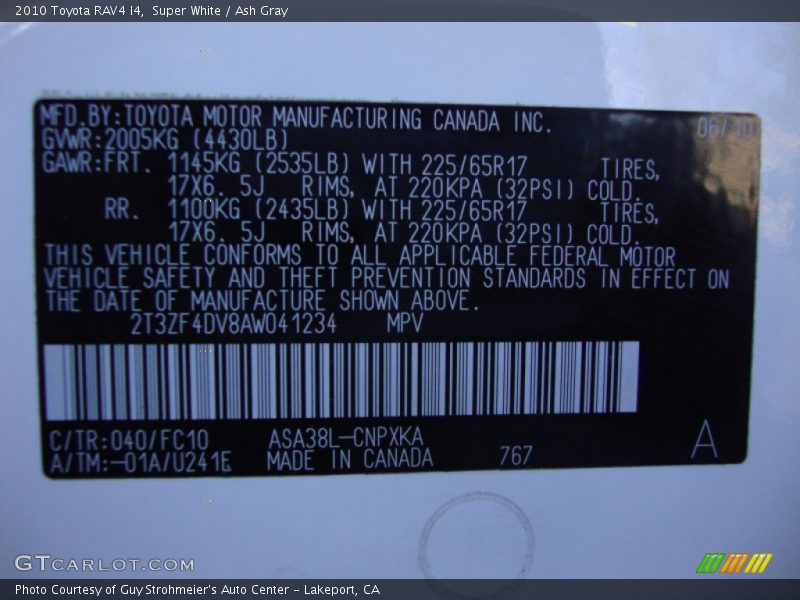 2010 Toyota RAV4 I4, Super White / Ash Gray
06/10
MFD.BY:TOYOTA MOTOR MANUFACTURING CANADA INC.
GVWR:2005KG (4430LB)
GAWR:FRT. 1145KG (2535LB) WITH 225/65R17 TIRES,
17X6. 5J RIMS, AT 220KPA (32PSI) COLD.
RR. 1100KG (2435LB) WITH 225/65R17 TIRES,
17X6. 5J RIMS, AT 220KPA (32PSI) COLD.
THIS VEHICLE CONFORMS TO ALL APPLICABLE FEDERAL MOTOR
VEHICLE SAFETY AND THEFT PREVENTION STANDARDS IN EFFECT ON
THE DATE OF MANUFACTURE SHOWN ABOVE.
2T3ZF4DV8AW041234 MPV
C/TR:040/FC10 ASA38L-CNPXKA
A/TM:-01A/U241E MADE IN CANADA 767 A
GTCARLOT.COM
Photo Courtesy of Guy Strohmeier's Auto Center - Lakeport, CA